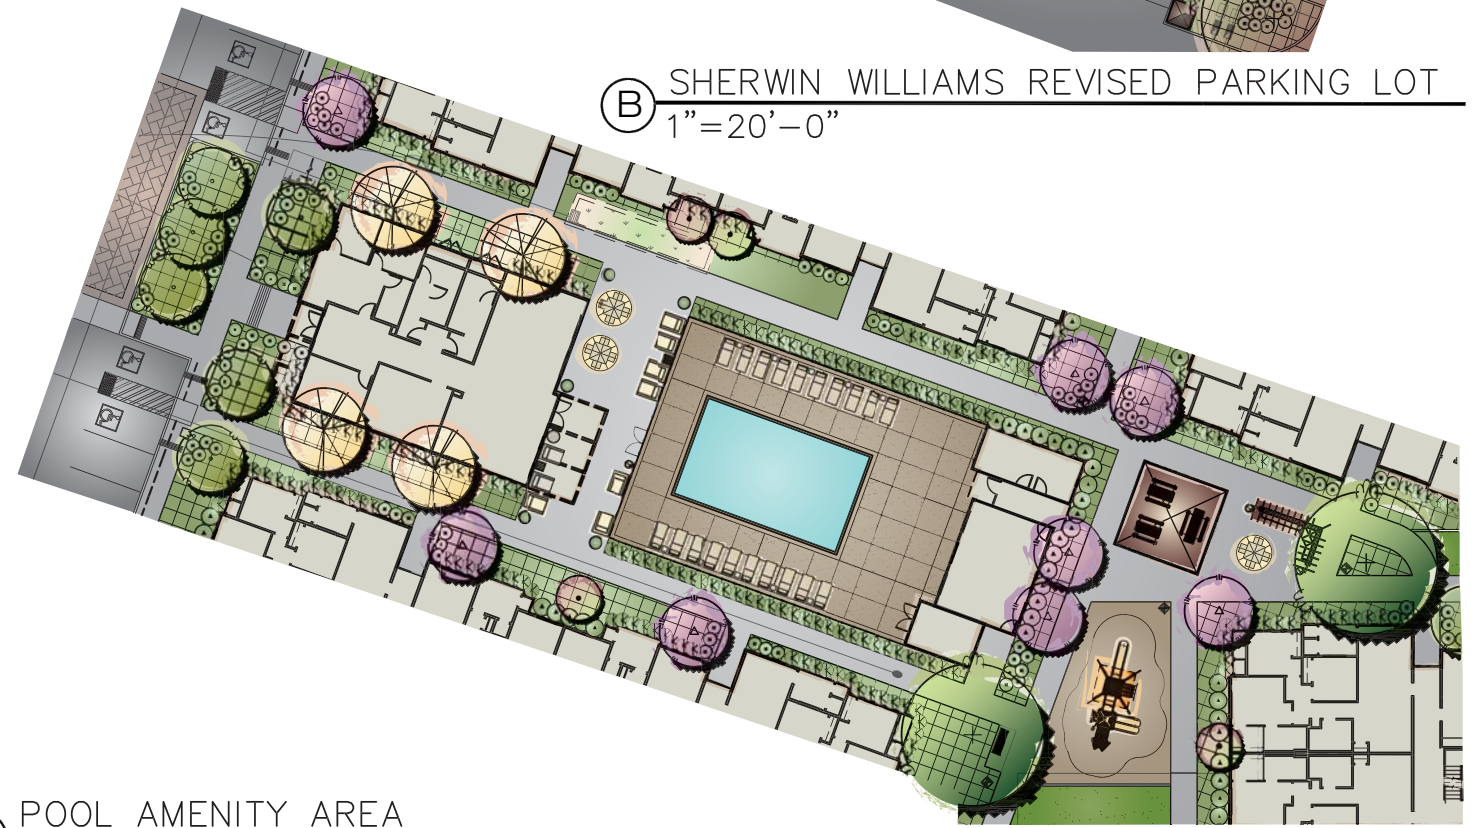 B SHERWIN WILLIAMS REVISED PARKING LOT
1"=20'-0"
POOL AMENITY AREA